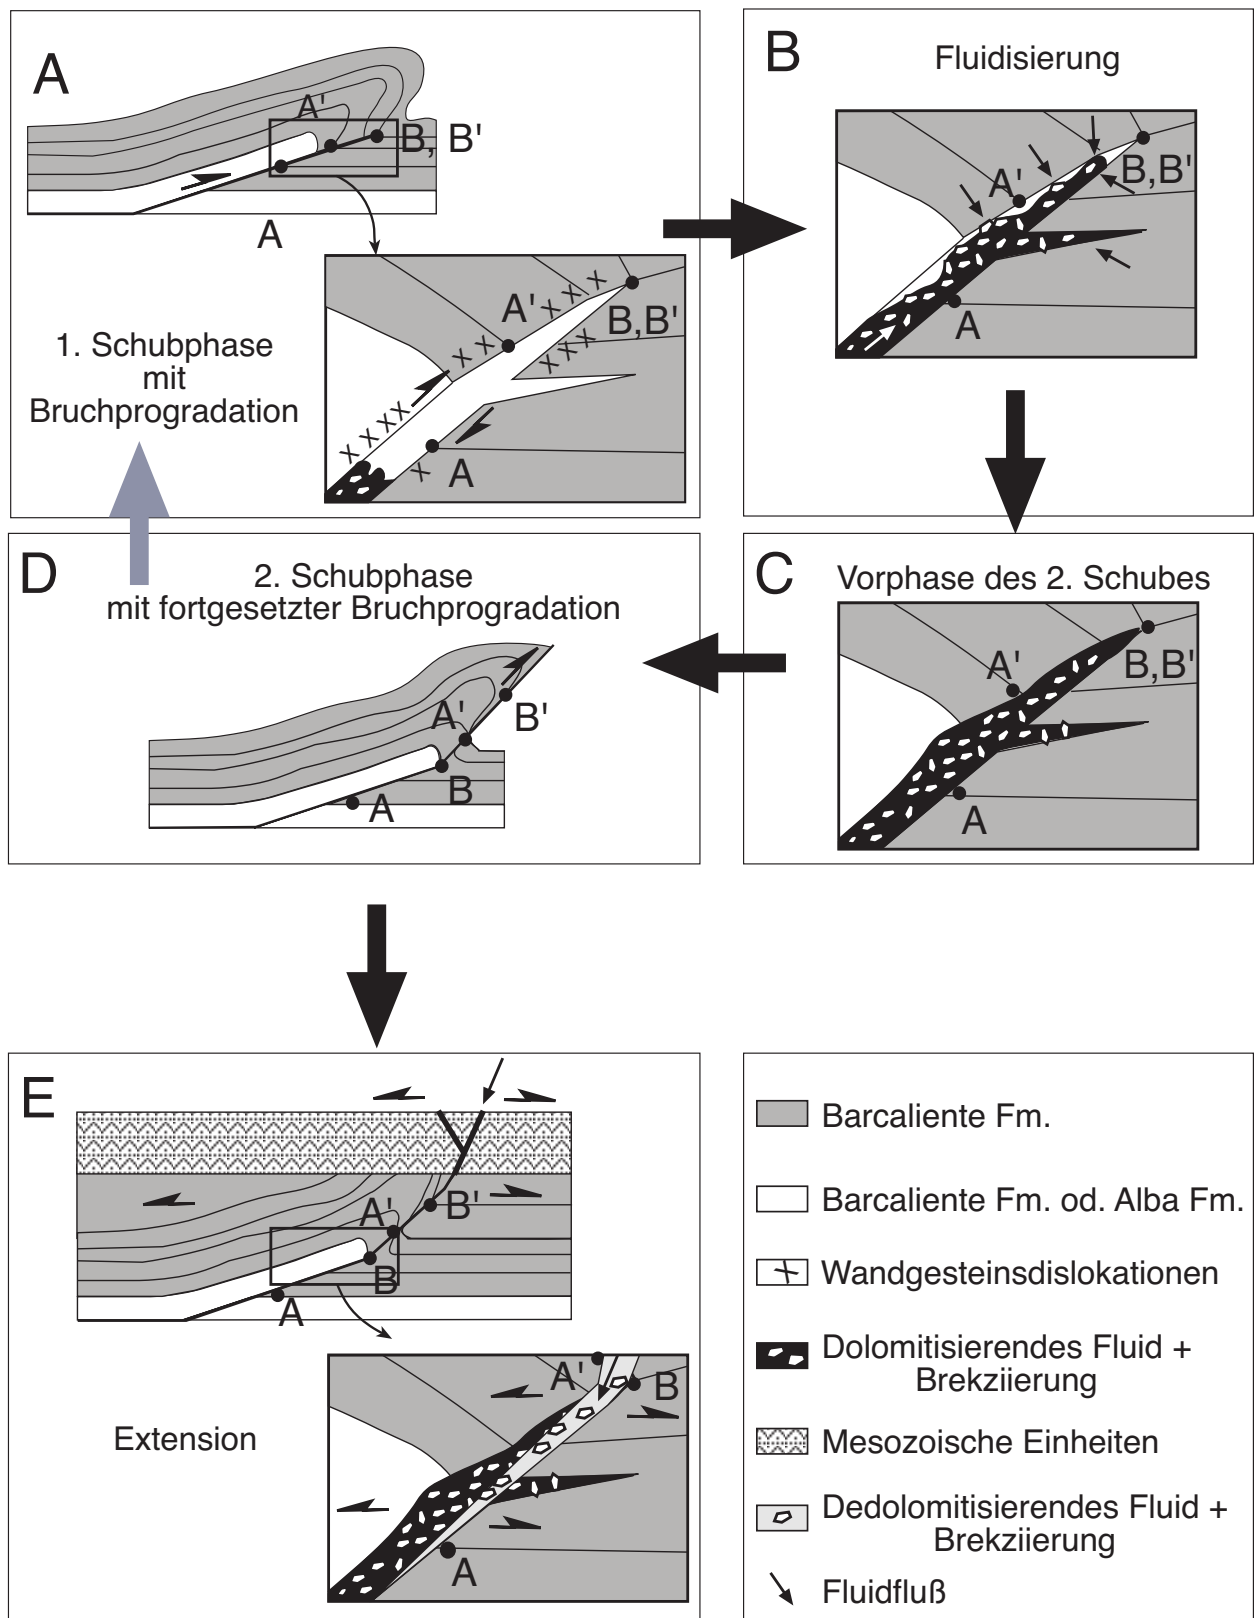 A
A'
B, B'
A
1. Schubphase
mit
Bruchprogradation
A'
B,B'
A
B
Fluidisierung
A'
B,B'
A
C
Vorphase des 2. Schubes
A'
B,B'
A
D
2. Schubphase
mit fortgesetzter Bruchprogradation
A'
B'
B
A
E
A'
B'
B
A
Extension
A'
B
A
Barcaliente Fm.
Barcaliente Fm. od. Alba Fm.
Wandgesteinsdislokationen
Dolomitisierendes Fluid +
Brekziierung
Mesozoische Einheiten
Dedolomitisierendes Fluid +
Brekziierung
Fluidfluß